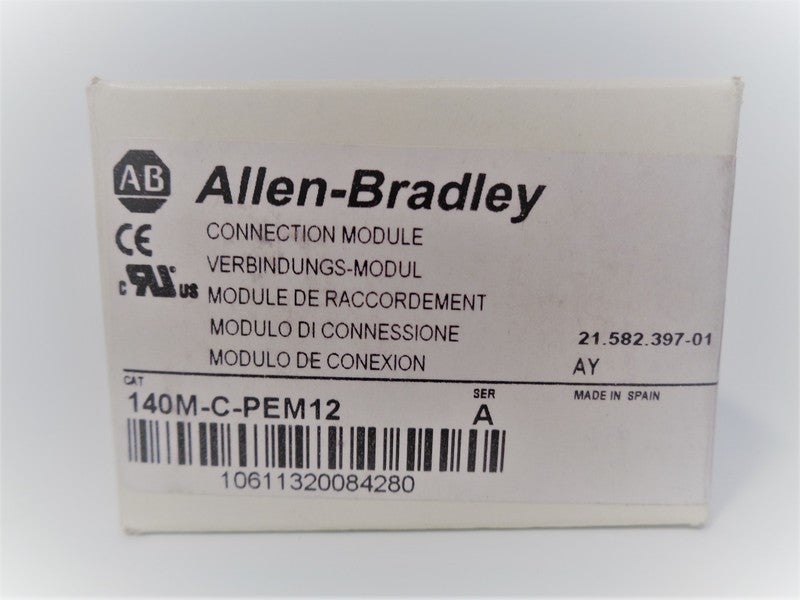 AB Allen-Bradley
CE
CONNECTION MODULE
VERBINDUNGS-MODUL
c RU US
MODULE DE RACCORDEMENT
MODULO DI CONNESSIONE
21.582.397-01
MODULO DE CONEXION
AY
CAT
140M-C-PEM12
SER
A
MADE IN SPAIN
10611320084280